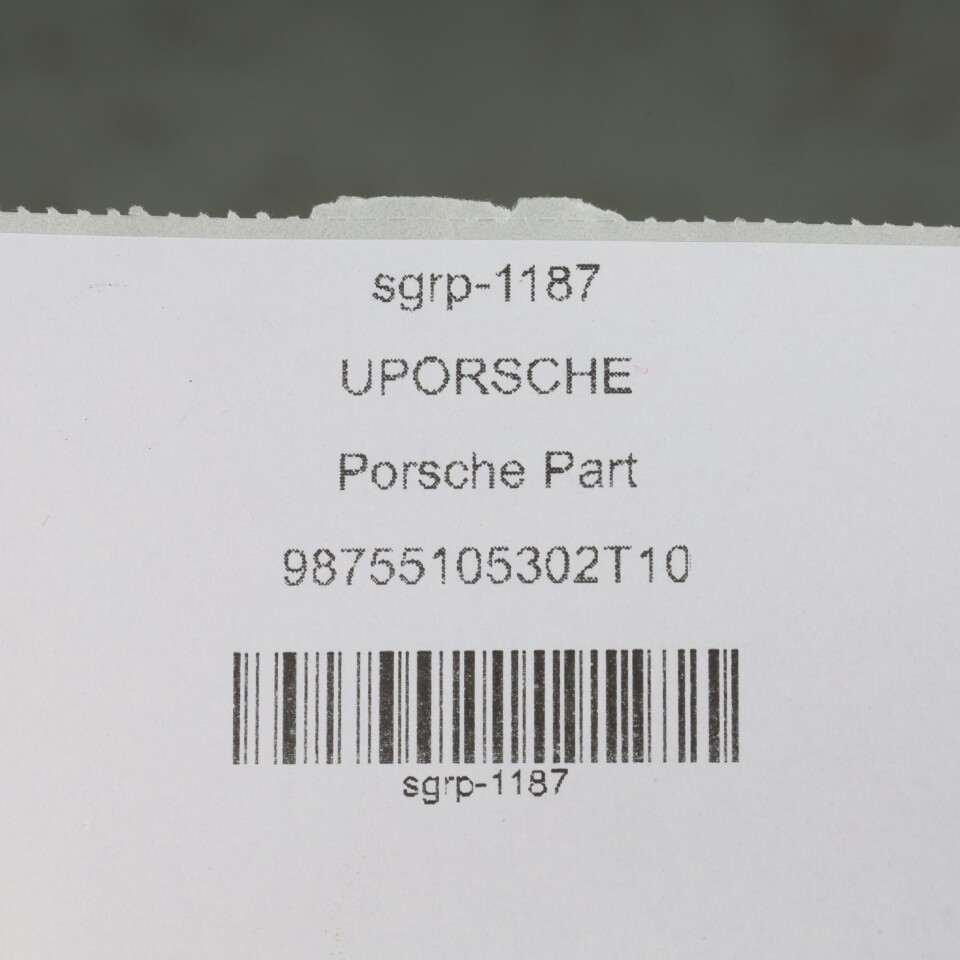 sgrp-1187
UPORSCHE
Porsche Part
98755105302T10
sgrp-1187